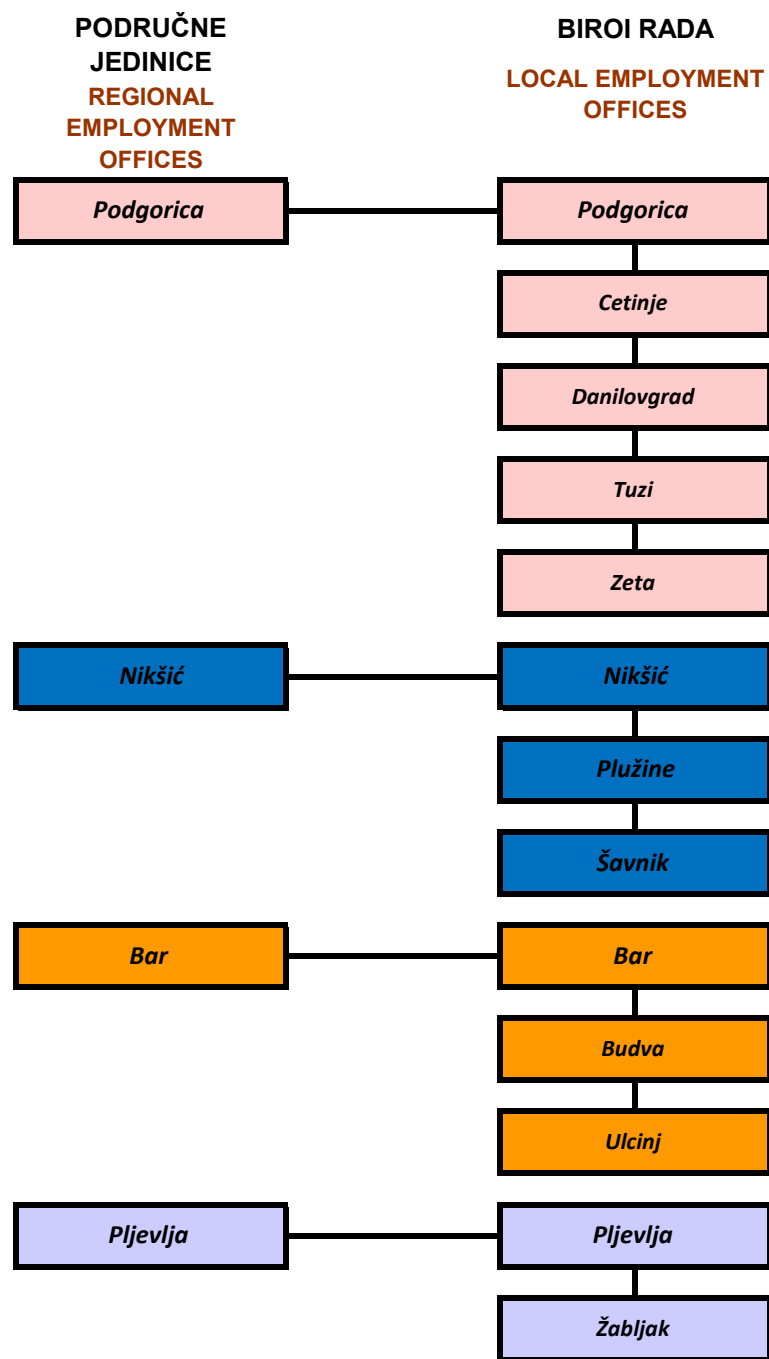 PODRUČNE
JEDINICE
REGIONAL
EMPLOYMENT
OFFICES
BIROI RADA
LOCAL EMPLOYMENT
OFFICES
Podgorica
Podgorica
Cetinje
Danilovgrad
Tuzi
Zeta
Nikšić
Nikšić
Plužine
Šavnik
Bar
Bar
Budva
Ulcinj
Pljevlja
Pljevlja
Žabljak